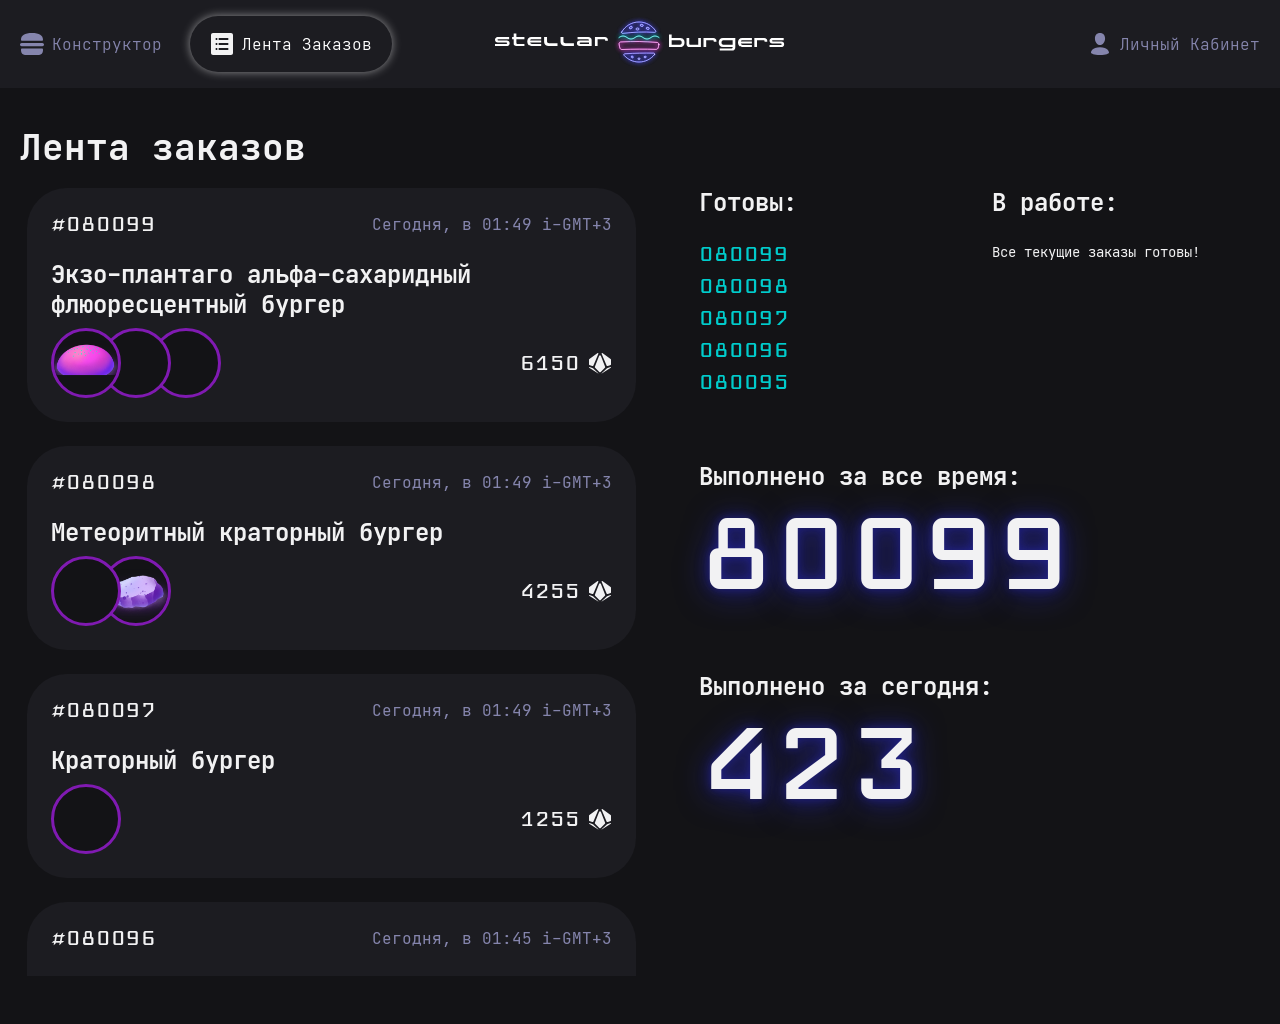 Конструктор
Лента Заказов
stellar burgers
Личный Кабинет
Лента заказов
#080099
Сегодня, в 01:49 i-GMT+3
Экзо-плантаго альфа-сахаридный
флюоресцентный бургер
6150
#080098
Сегодня, в 01:49 i-GMT+3
Метеоритный краторный бургер
4255
#080097
Сегодня, в 01:49 i-GMT+3
Краторный бургер
1255
#080096
Сегодня, в 01:45 i-GMT+3
Готовы:
080099
080098
080097
080096
080095
В работе:
Все текущие заказы готовы!
Выполнено за все время:
80099
Выполнено за сегодня:
423